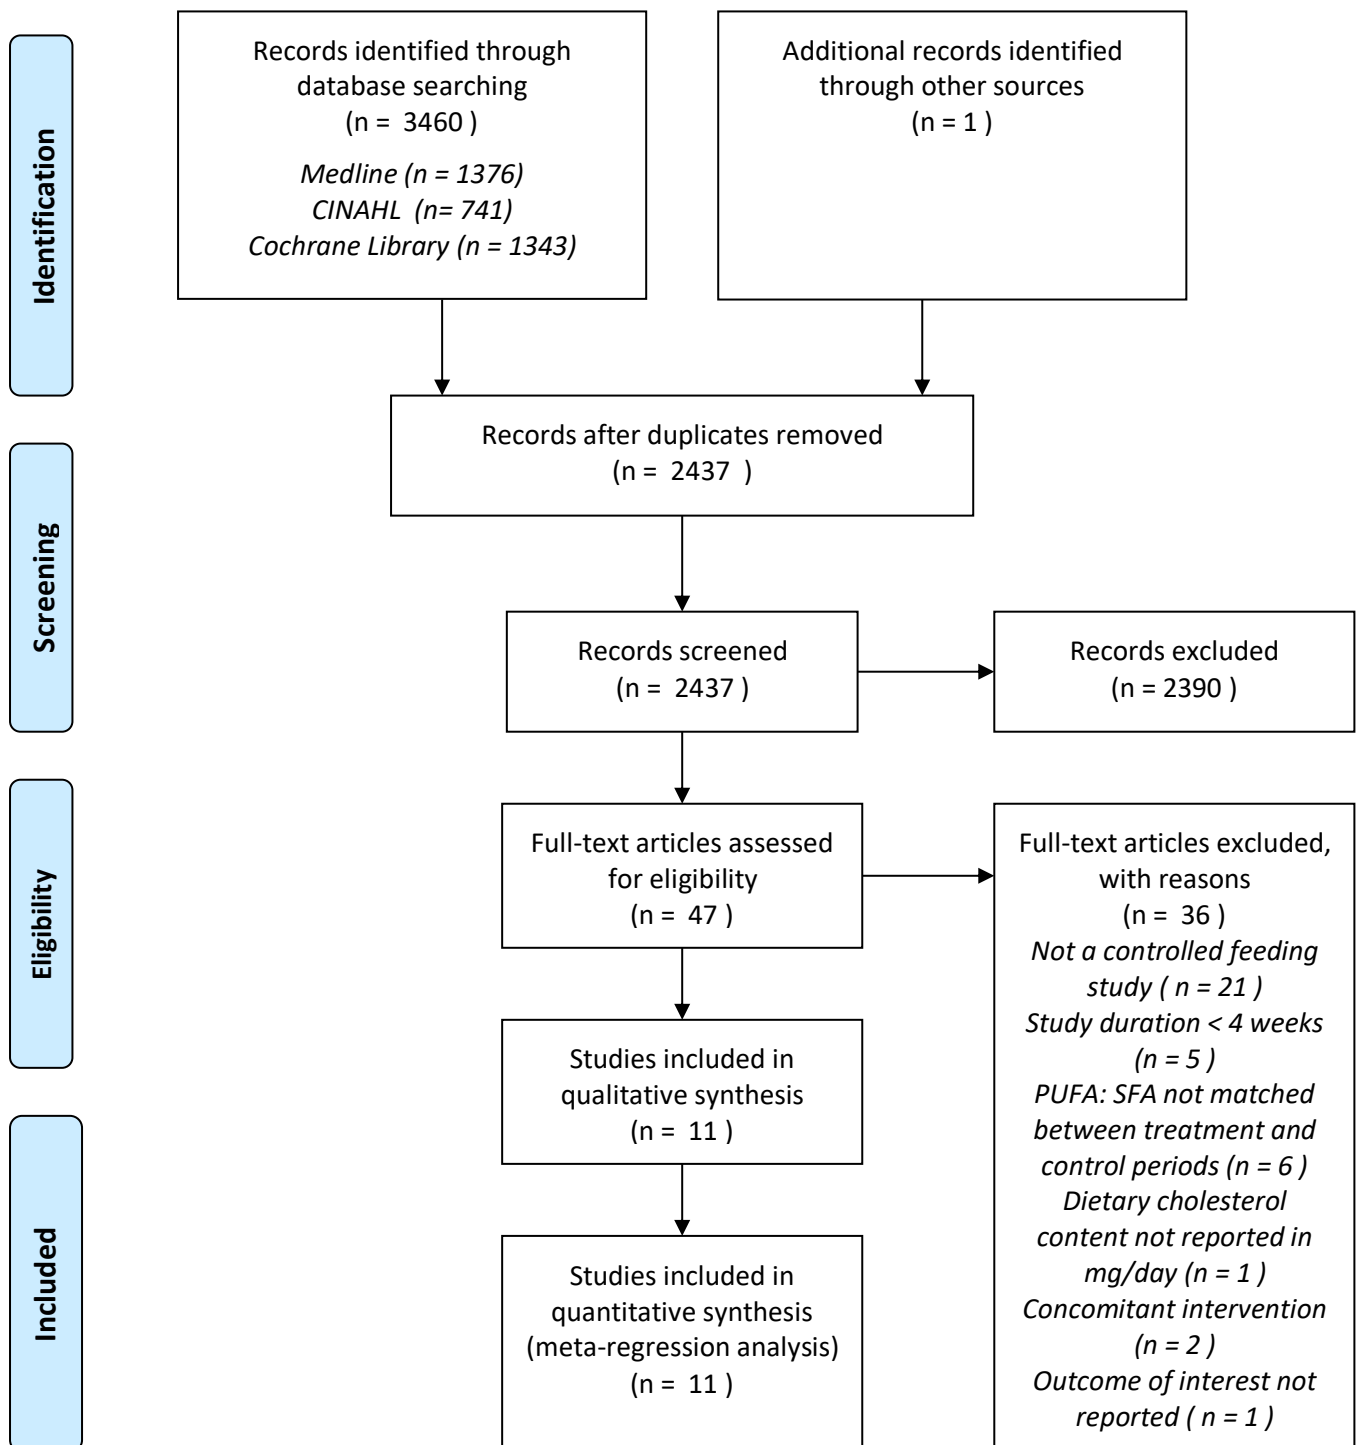 Identification
Records identified through
database searching
(n = 3460 )
Medline (n = 1376)
CINAHL (n= 741)
Cochrane Library (n = 1343)
Additional records identified
through other sources
(n = 1 )
Records after duplicates removed
(n = 2437 )
Screening
Records screened
(n = 2437 )
Records excluded
(n = 2390 )
Eligibility
Full-text articles assessed
for eligibility
(n = 47 )
Full-text articles excluded,
with reasons
(n = 36 )
Not a controlled feeding
study ( n = 21 )
Study duration < 4 weeks
(n = 5 )
PUFA: SFA not matched
between treatment and
control periods (n = 6 )
Dietary cholesterol
content not reported in
mg/day (n = 1 )
Concomitant intervention
(n = 2 )
Outcome of interest not
reported ( n = 1 )
Studies included in
qualitative synthesis
(n = 11 )
Included
Studies included in
quantitative synthesis
(meta-regression analysis)
(n = 11 )